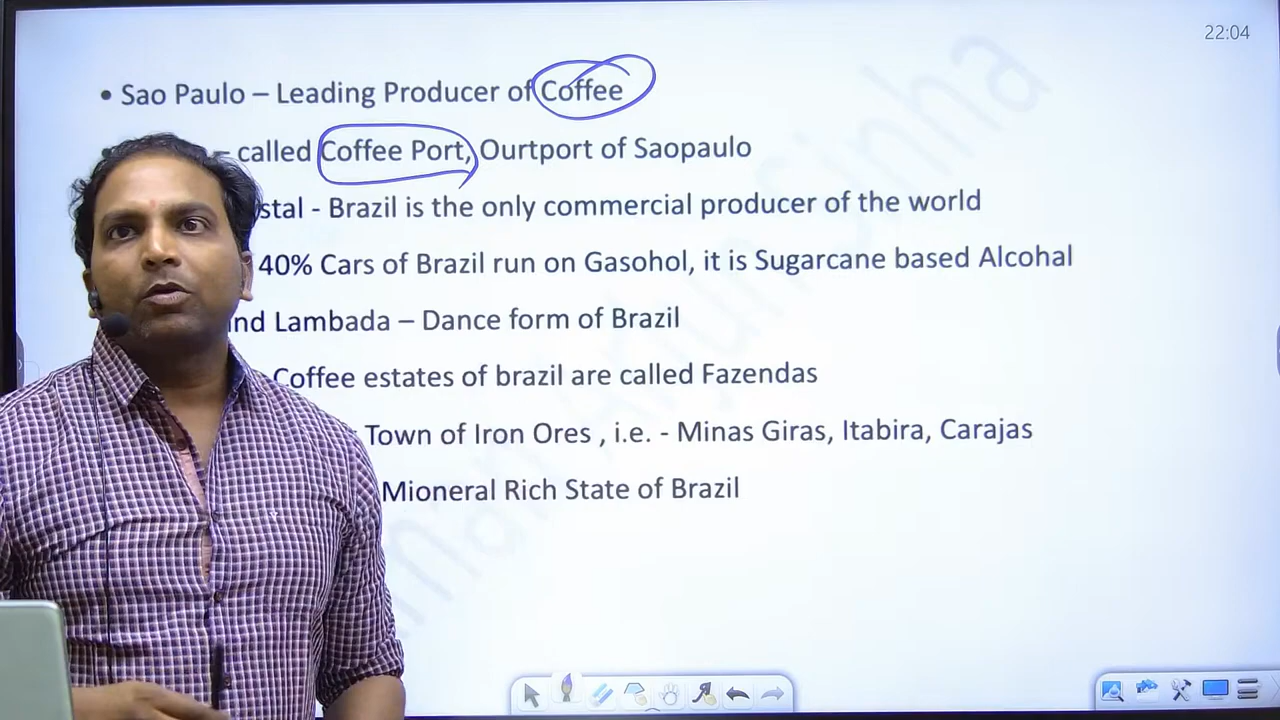 22:04
• Sao Paulo – Leading Producer of Coffee
– called Coffee Port, Ourtport of Saopaulo
stal - Brazil is the only commercial producer of the world
40% Cars of Brazil run on Gasohol, it is Sugarcane based Alcohal
nd Lambada – Dance form of Brazil
Coffee estates of brazil are called Fazendas
Town of Iron Ores , i.e. - Minas Giras, Itabira, Carajas
Mioneral Rich State of Brazil